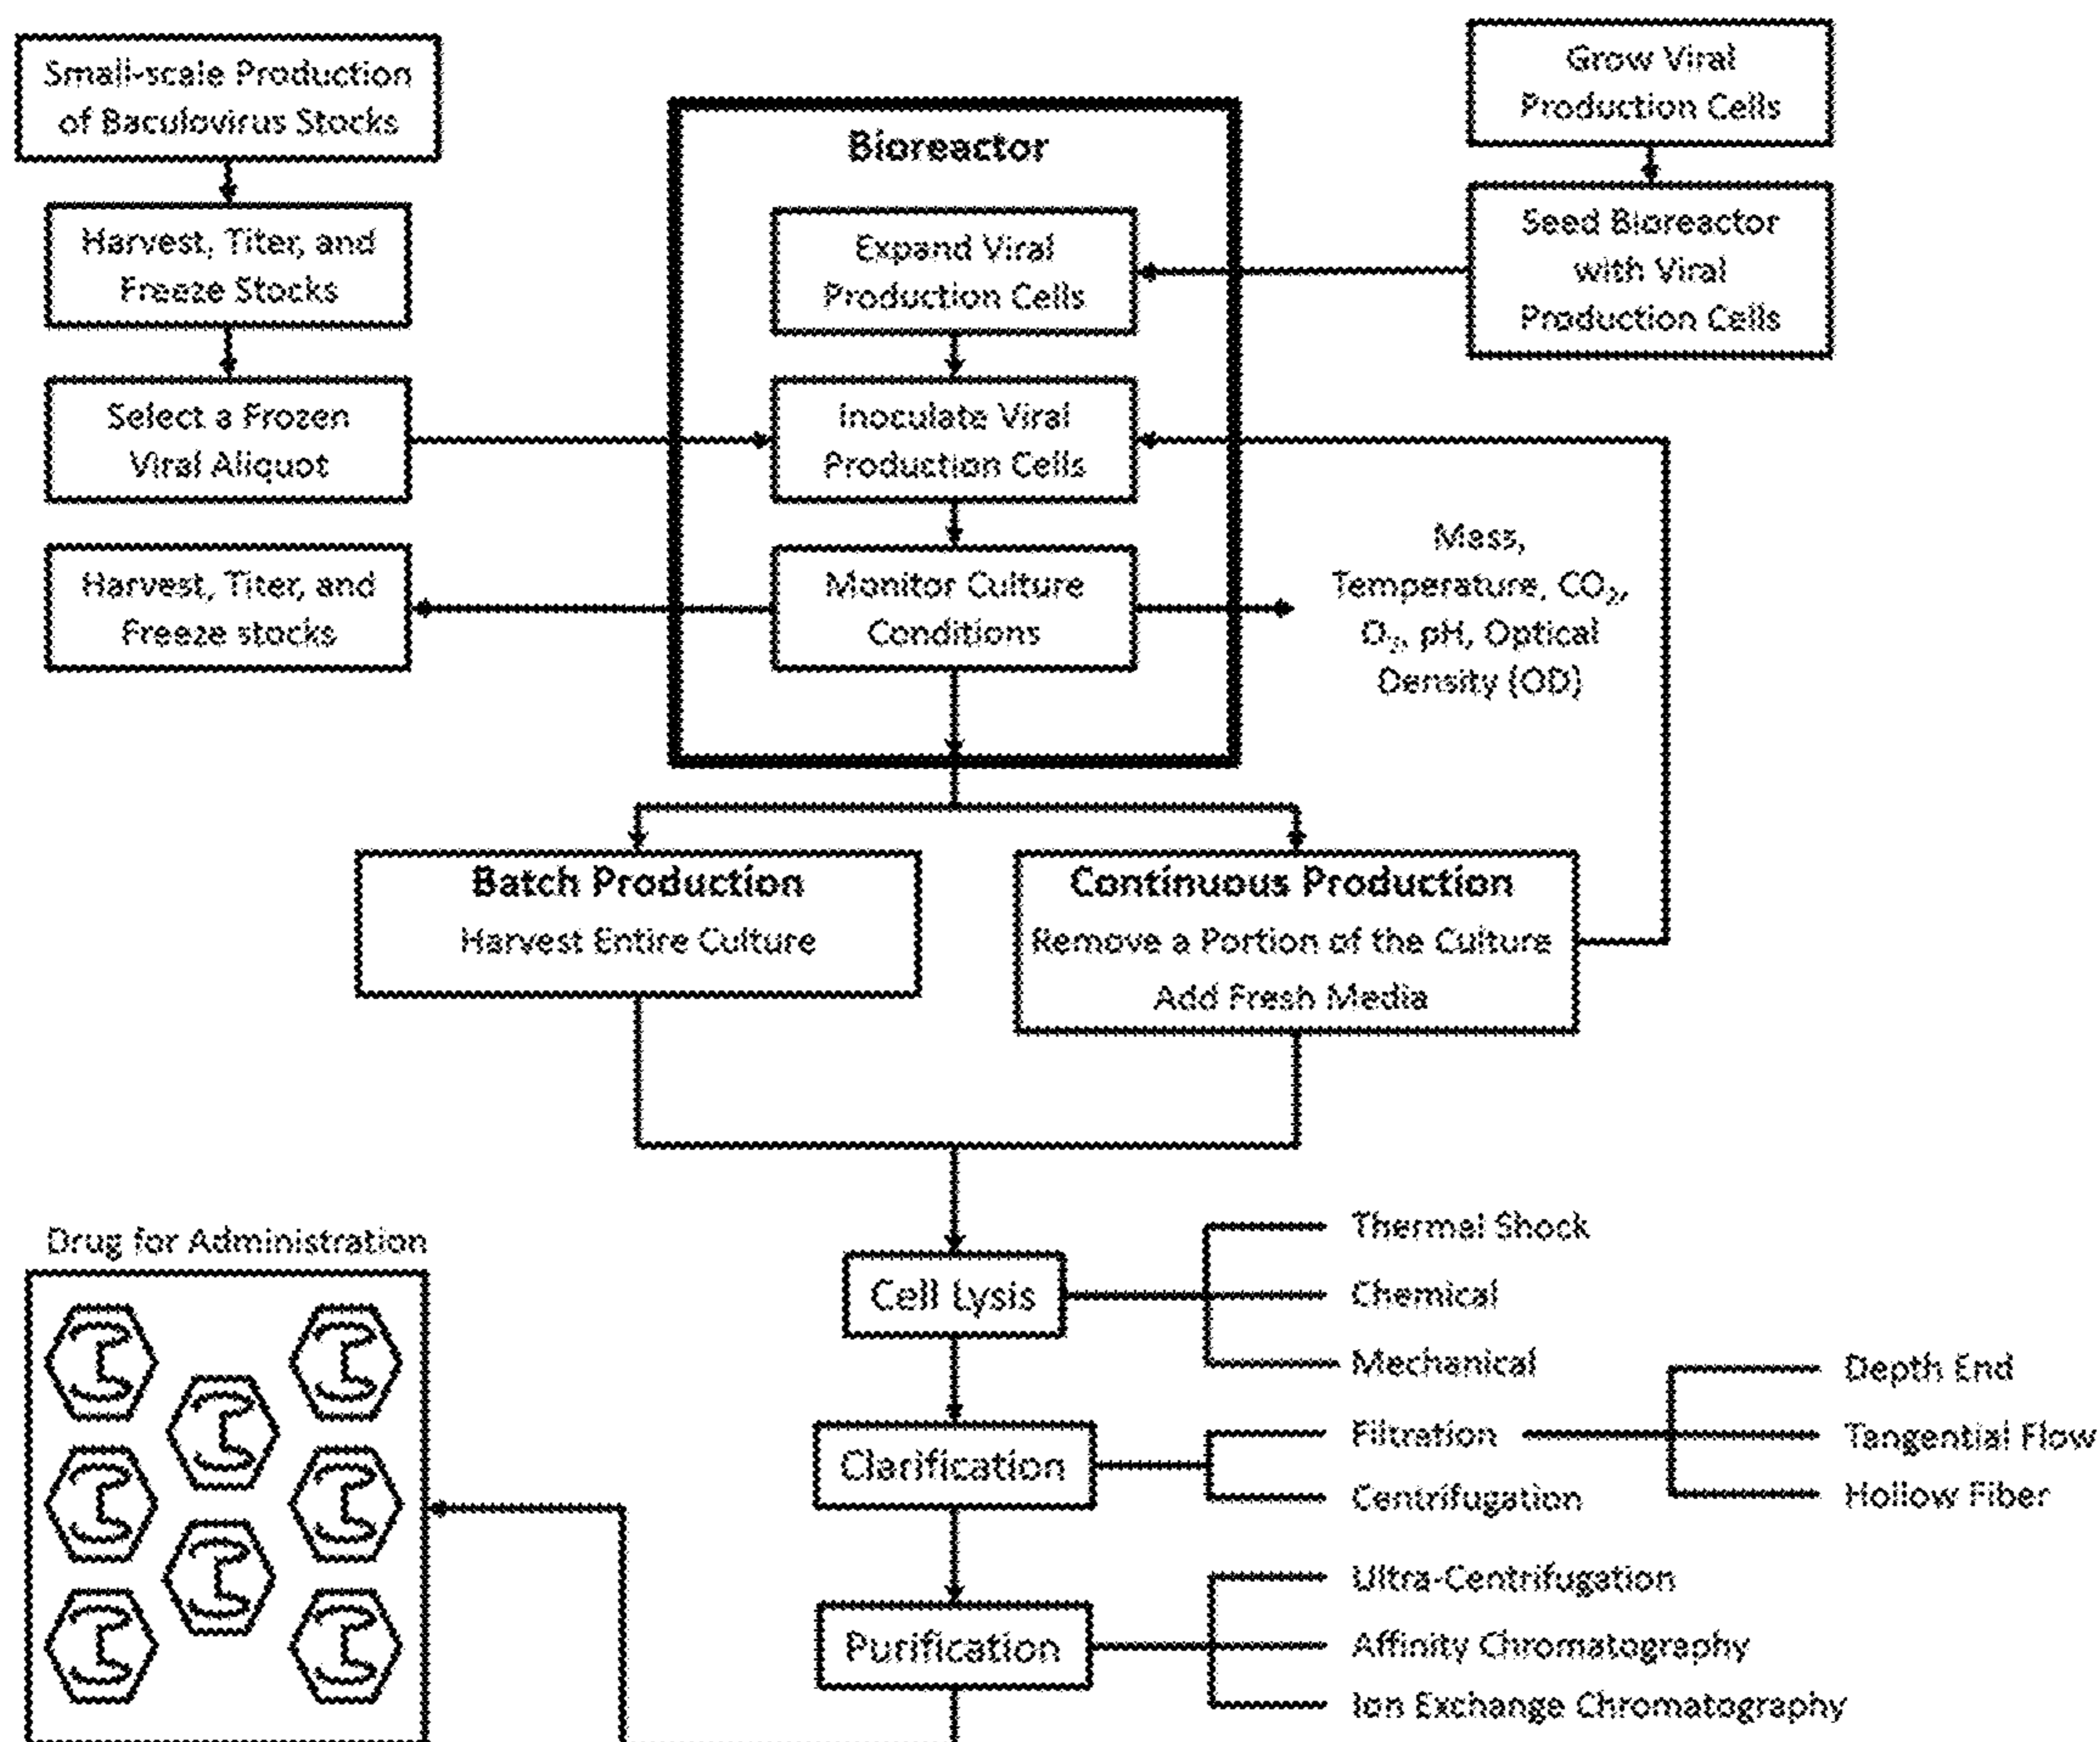 Small-scale Production
of Baculovirus Stocks
Harvest, Titer, and
Freeze Stocks
Select a Frozen
Viral Aliquot
Harvest, Titer, and
Freeze stocks
Bioreactor
Expand Viral
Production Cells
Inoculate Viral
Production Cells
Monitor Culture
Conditions
Grow Viral
Production Cells
Seed Bioreactor
with Viral
Production Cells
Mass,
Temperature, CO₂,
O₂, pH, Optical
Density (OD)
Batch Production
Harvest Entire Culture
Continuous Production
Remove a Portion of the Culture
Add Fresh Media
Cell Lysis
Thermal Shock
Chemical
Mechanical
Clarification
Filtration
Centrifugation
Depth End
Tangential Flow
Hollow Fiber
Purification
Ultra-Centrifugation
Affinity Chromatography
Ion Exchange Chromatography
Drug for Administration